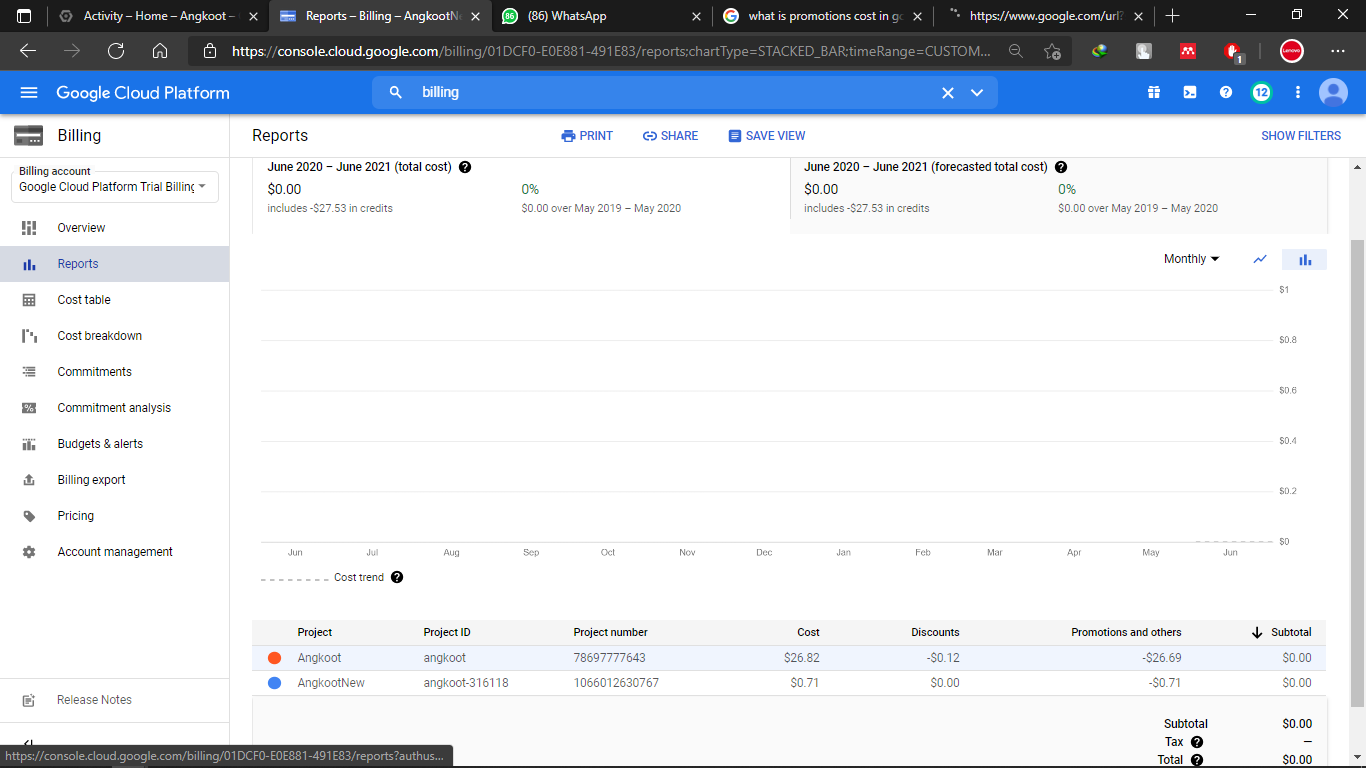 Activity – Home – Angkoot –
Reports – Billing – AngkootNe
86
(86) WhatsApp
what is promotions cost in go
https://www.google.com/url?
https://console.cloud.google.com/billing/01DCF0-E0E881-491E83/reports;chartType=STACKED_BAR;timeRange=CUSTOM...
1
Lenovo
Google Cloud Platform
billing
12
Billing
Reports
PRINT
SHARE
SAVE VIEW
SHOW FILTERS
Billing account
Google Cloud Platform Trial Billing
Overview
Reports
Cost table
Cost breakdown
Commitments
Commitment analysis
Budgets & alerts
Billing export
Pricing
Account management
Release Notes
June 2020 – June 2021 (total cost) ?
$0.00 0%
includes -$27.53 in credits $0.00 over May 2019 – May 2020
June 2020 – June 2021 (forecasted total cost) ?
$0.00 0%
includes -$27.53 in credits $0.00 over May 2019 – May 2020
Monthly
$1
$0.8
$0.6
$0.4
$0.2
$0
Jun Jul Aug Sep Oct Nov Dec Jan Feb Mar Apr May Jun
Cost trend ?
Project Project ID Project number Cost Discounts Promotions and others Subtotal
Angkoot angkoot 78697777643 $26.82 -$0.12 -$26.69 $0.00
AngkootNew angkoot-316118 1066012630767 $0.71 $0.00 -$0.71 $0.00
Subtotal $0.00
Tax ? —
Total ? $0.00
https://console.cloud.google.com/billing/01DCF0-E0E881-491E83/reports?authus...